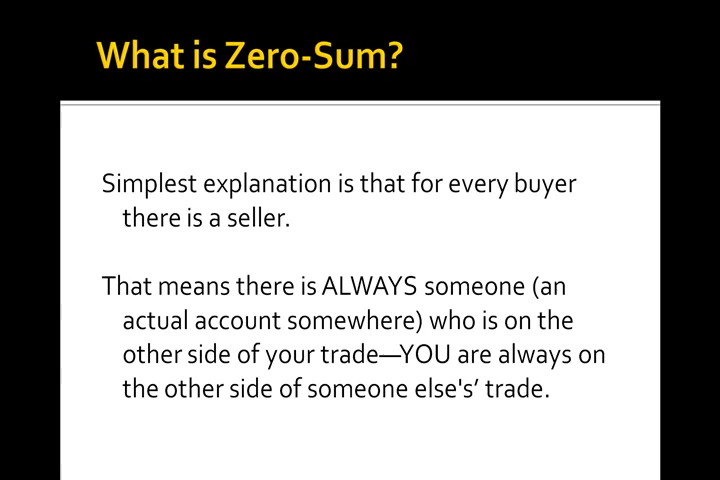 What is Zero-Sum?
Simplest explanation is that for every buyer
there is a seller.
That means there is ALWAYS someone (an
actual account somewhere) who is on the
other side of your trade—YOU are always on
the other side of someone else's’ trade.